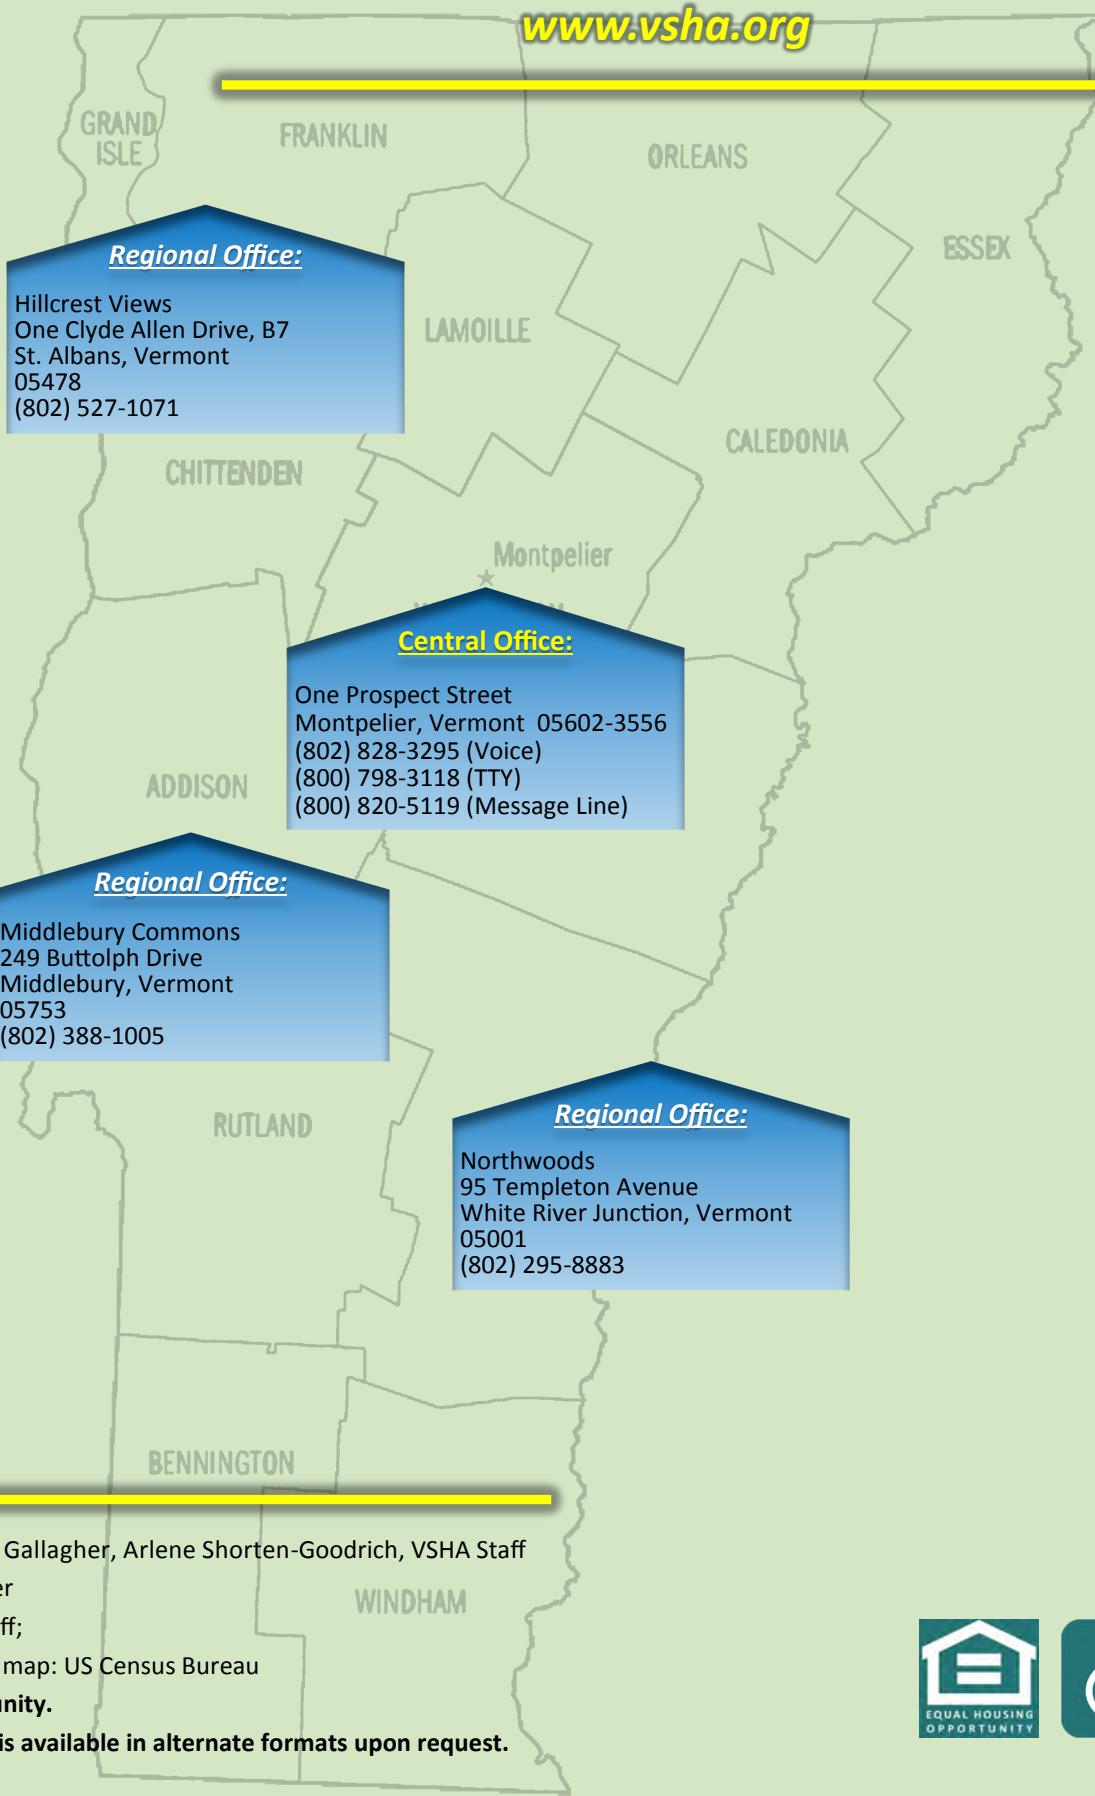 www.vsha.org
GRAND
ISLE
FRANKLIN
ORLEANS
ESSEX
Regional Office:
Hillcrest Views
One Clyde Allen Drive, B7
St. Albans, Vermont
05478
(802) 527-1071
LAMOILLE
CALEDONIA
CHITTENDEN
Montpelier
Central Office:
One Prospect Street
Montpelier, Vermont  05602-3556
(802) 828-3295 (Voice)
(800) 798-3118 (TTY)
(800) 820-5119 (Message Line)
ADDISON
Regional Office:
Middlebury Commons
249 Buttolph Drive
Middlebury, Vermont
05753
(802) 388-1005
RUTLAND
Regional Office:
Northwoods
95 Templeton Avenue
White River Junction, Vermont
05001
(802) 295-8883
BENNINGTON
Gallagher, Arlene Shorten-Goodrich, VSHA Staff
er
ff;
map: US Census Bureau
unity.
is available in alternate formats upon request.
WINDHAM
EQUAL HOUSING
OPPORTUNITY